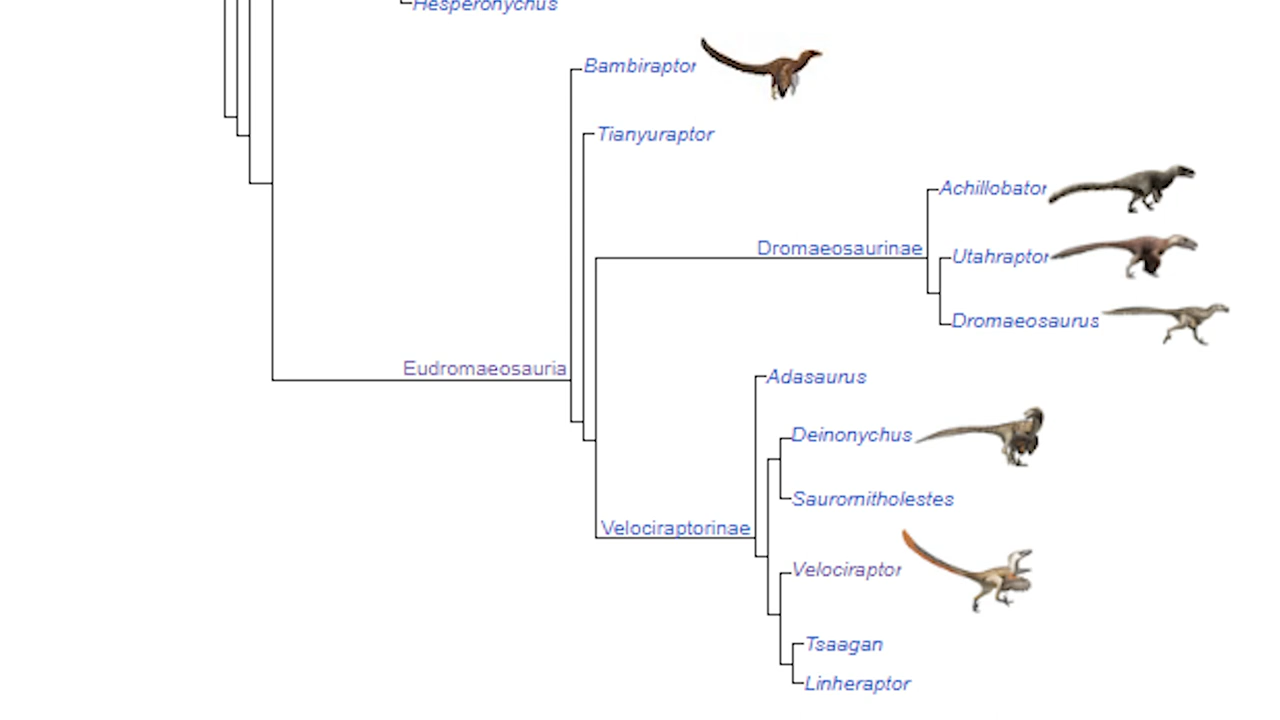 Hesperonychus
Bambiraptor
Tianyuraptor
Achillobator
Dromaeosaurinae
Utahraptor
Dromaeosaurus
Eudromaeosauria
Adasaurus
Deinonychus
Saurornitholestes
Velociraptorinae
Velociraptor
Tsaagan
Linheraptor